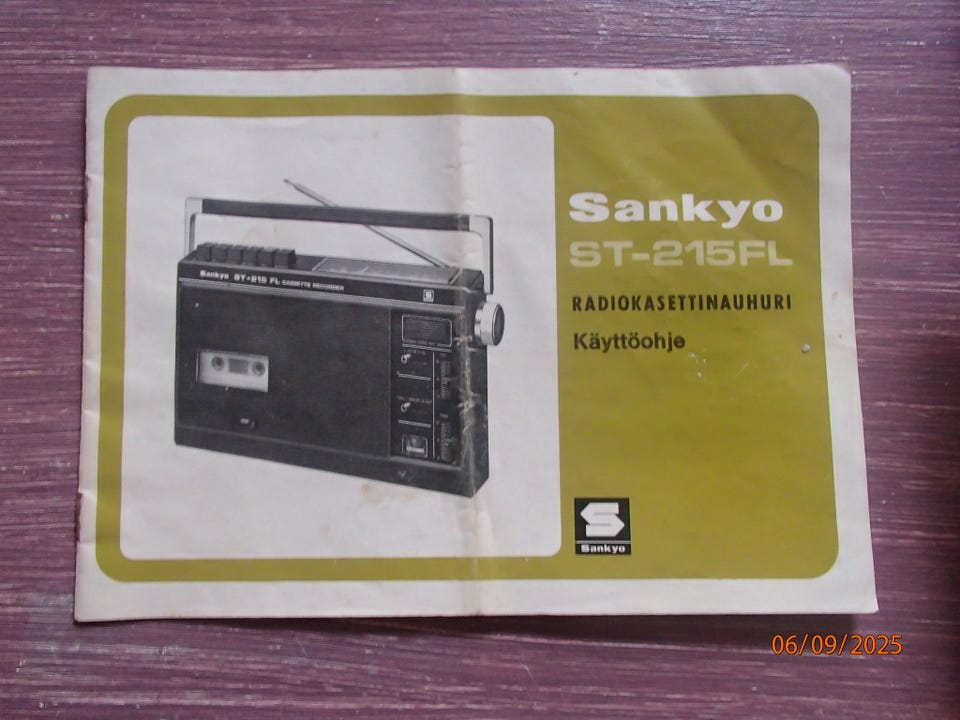 Sankyo
ST-215FL
RADIOKASETTINAUHURI
Käyttöohje
Sankyo ST-215 FL CASSETTE RECORDER
S
S
Sankyo
06/09/2025